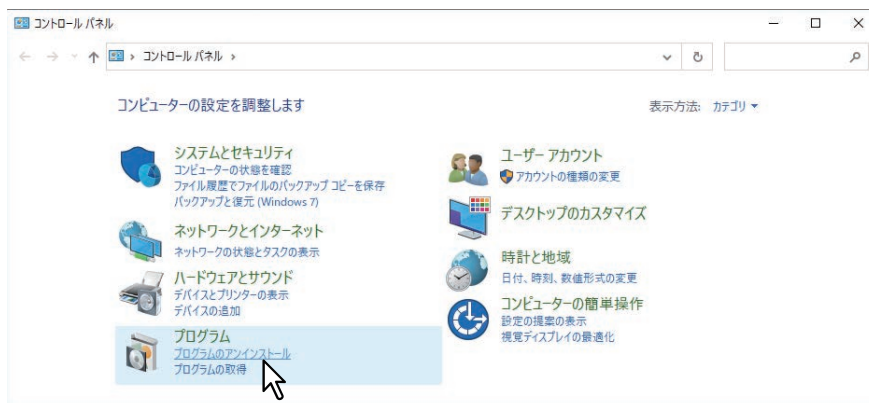 コントロール パネル
コントロール パネル
コンピューターの設定を調整します
表示方法: カテゴリ
システムとセキュリティ
コンピューターの状態を確認
ファイル履歴でファイルのバックアップ コピーを保存
バックアップと復元 (Windows 7)
ネットワークとインターネット
ネットワークの状態とタスクの表示
ハードウェアとサウンド
デバイスとプリンターの表示
デバイスの追加
プログラム
プログラムのアンインストール
プログラムの取得
ユーザー アカウント
アカウントの種類の変更
デスクトップのカスタマイズ
時計と地域
日付、時刻、数値形式の変更
コンピューターの簡単操作
設定の提案の表示
視覚ディスプレイの最適化